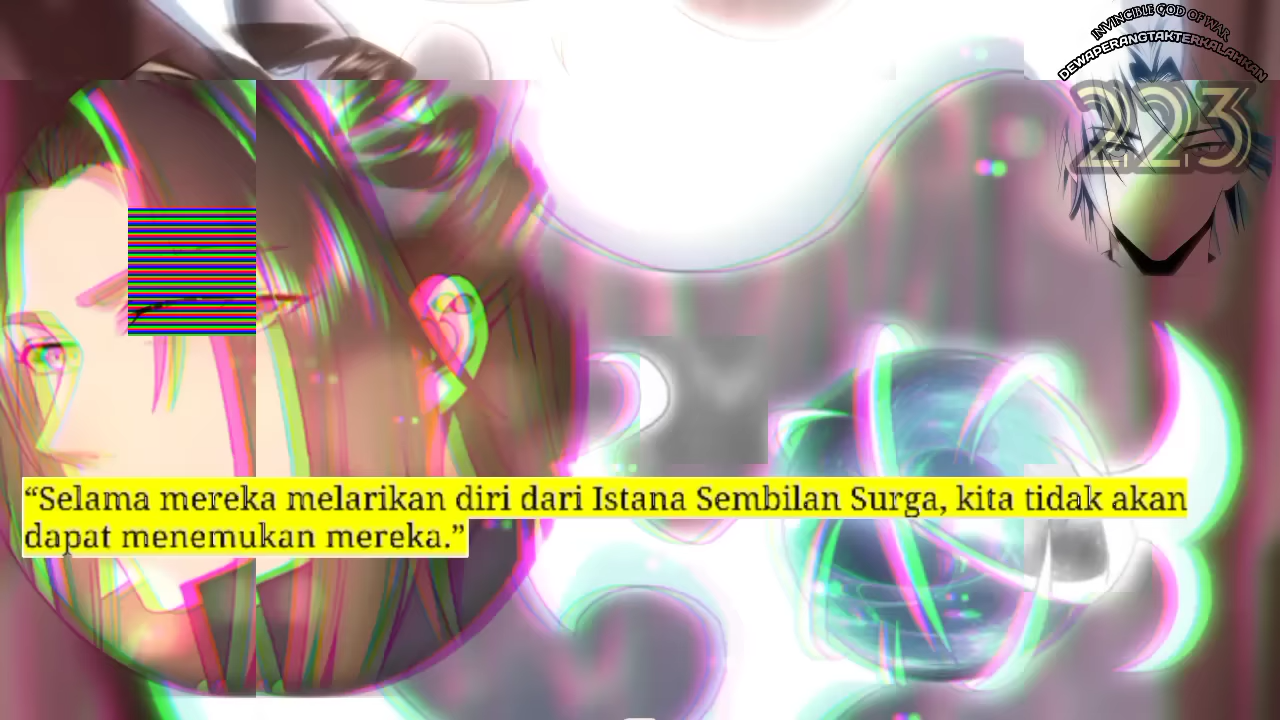 INVINCIBLE GOD OF WAR
DEWAPERANGTAKTERKALAHKAN
223
“Selama mereka melarikan diri dari Istana Sembilan Surga, kita tidak akan
dapat menemukan mereka.”